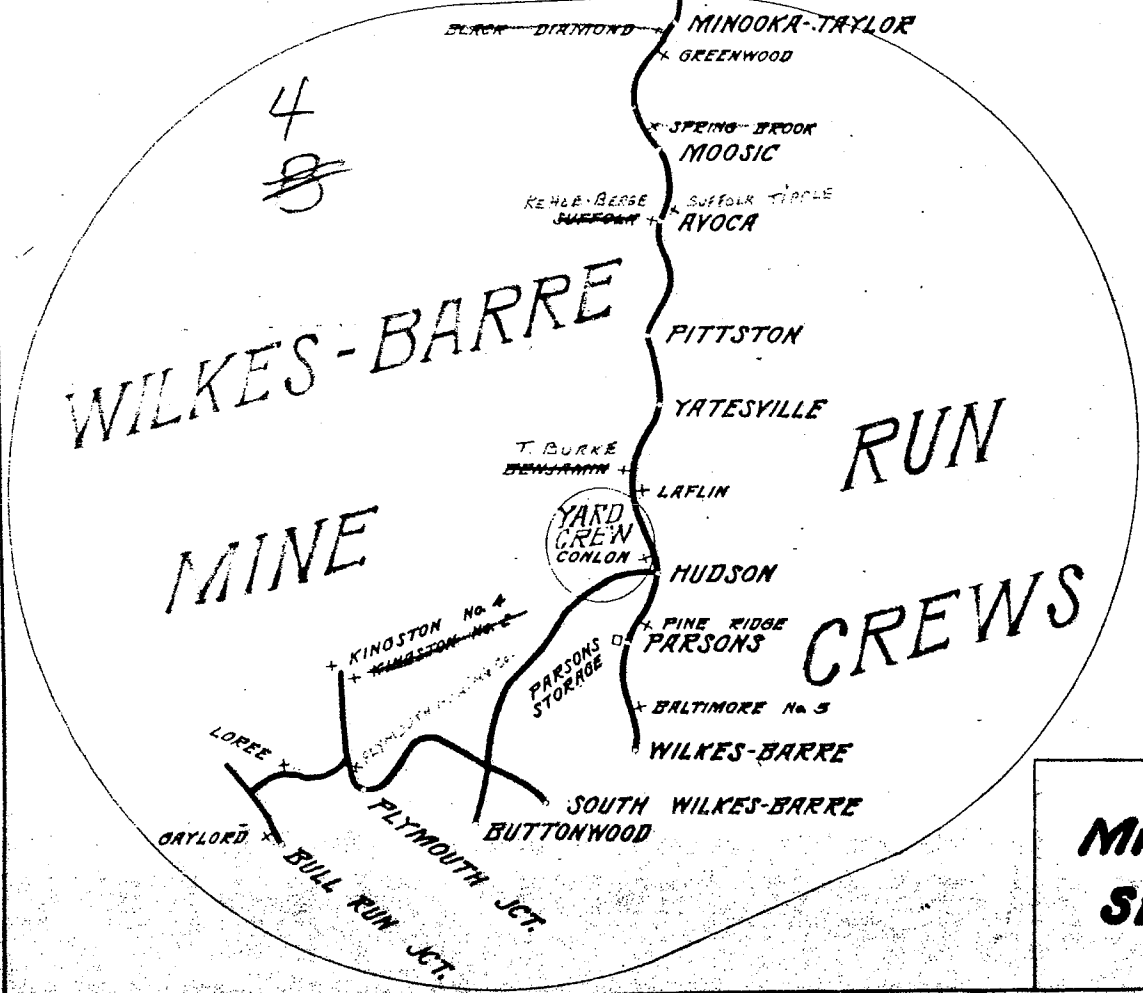 BLACK DIAMOND
MINOOKA-TAYLOR
GREENWOOD
4
B
SPRING BROOK
MOOSIC
KEHLE-BERGE
SUFFOLK TIPPLE
SUFFOLK
AVOCA
WILKES-BARRE
PITTSTON
YATESVILLE
RUN
T. BURKE
BENJAMIN
LAFLIN
MINE
YARD
CREW
CONLON
HUDSON
CREWS
KINGSTON No. 4
KINGSTON No. 2
PINE RIDGE
PARSONS
PARSONS
STORAGE
PLYMOUTH
BALTIMORE No 5
LOREE
WILKES-BARRE
SOUTH WILKES-BARRE
BUTTONWOOD
PLYMOUTH JCT.
GAYLORD
BULL RUN JCT.